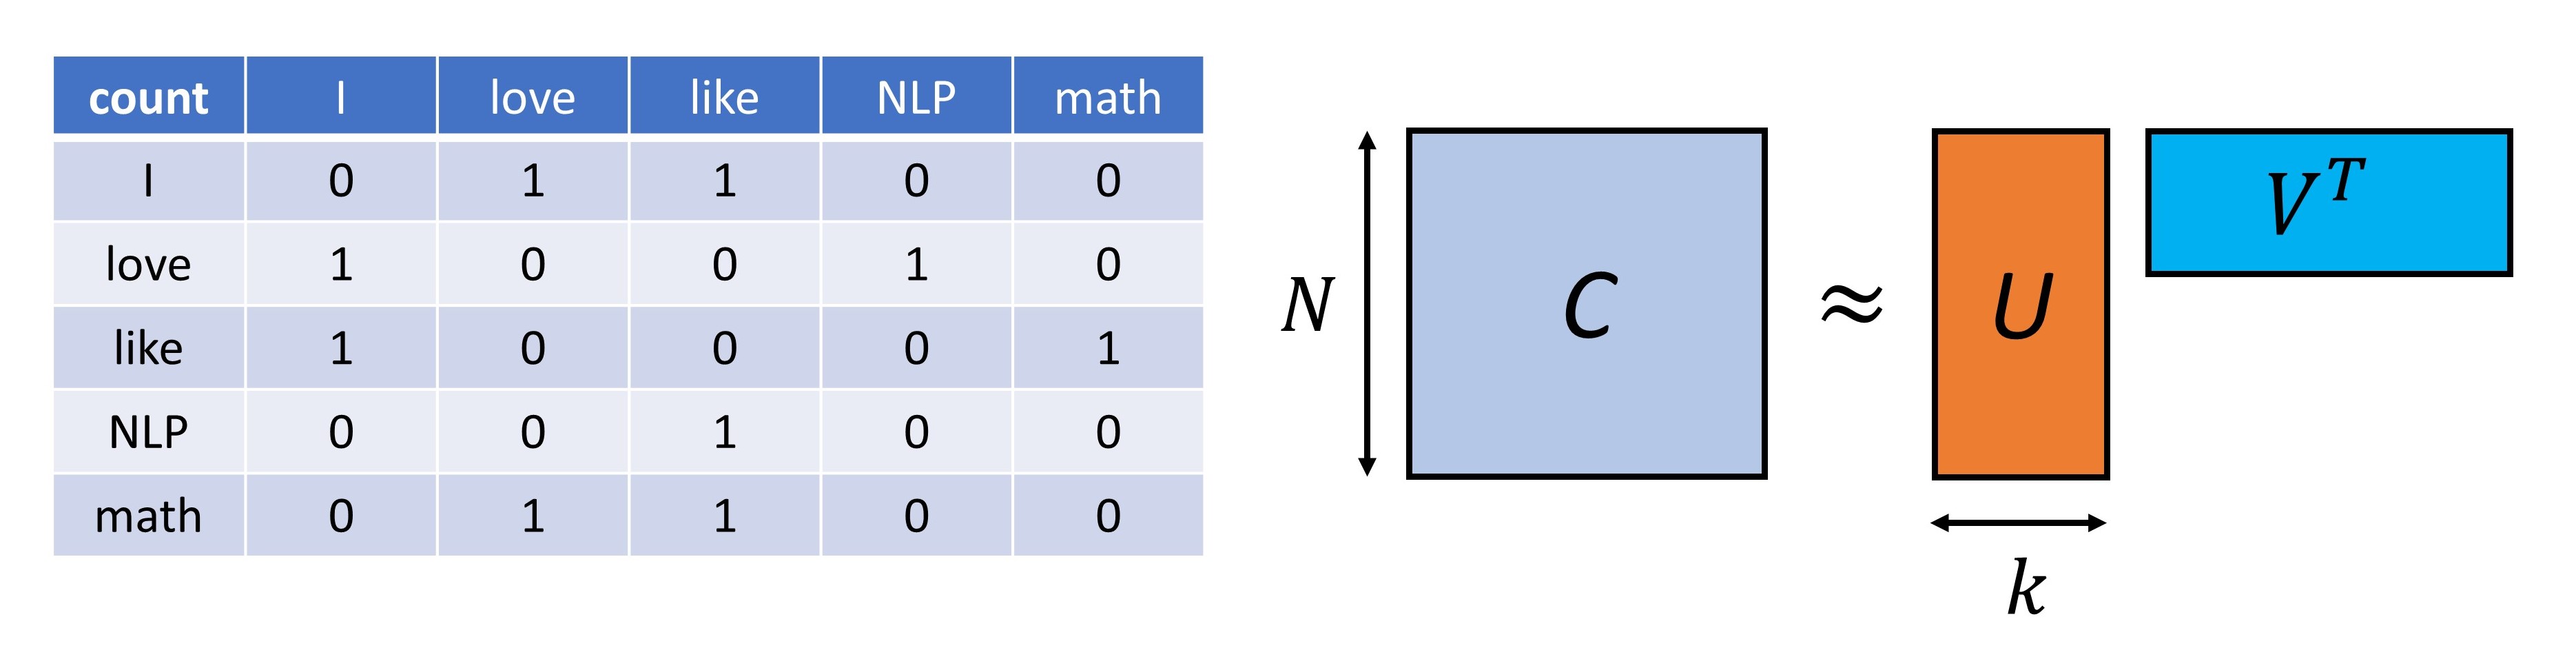 count I love like NLP math
I 0 1 1 0 0
love 1 0 0 1 0
like 1 0 0 0 1
NLP 0 0 1 0 0
math 0 1 1 0 0
N C ≈ U V^T
k